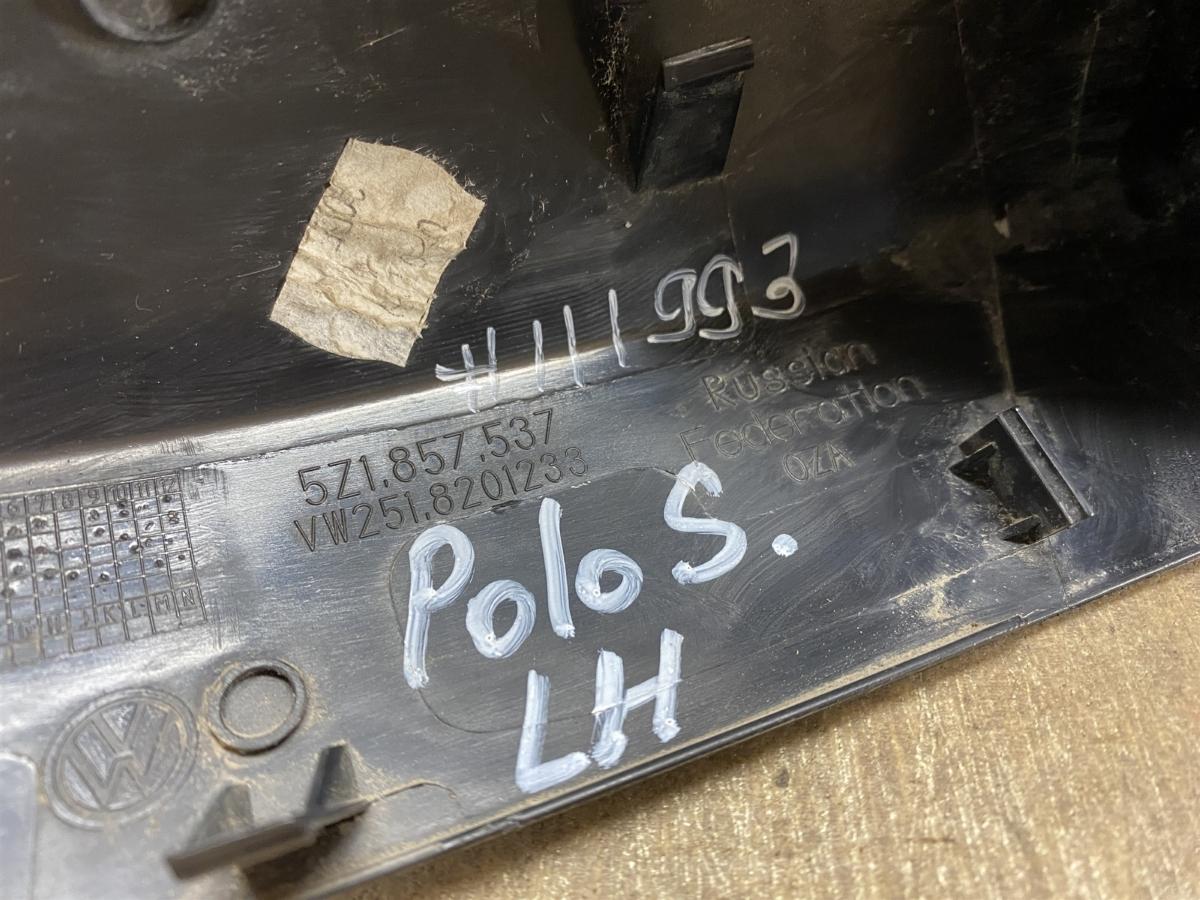 #111993
5Z1.857.537
VW251.8201233
Russian
Federation
OZA
Polo S.
LH